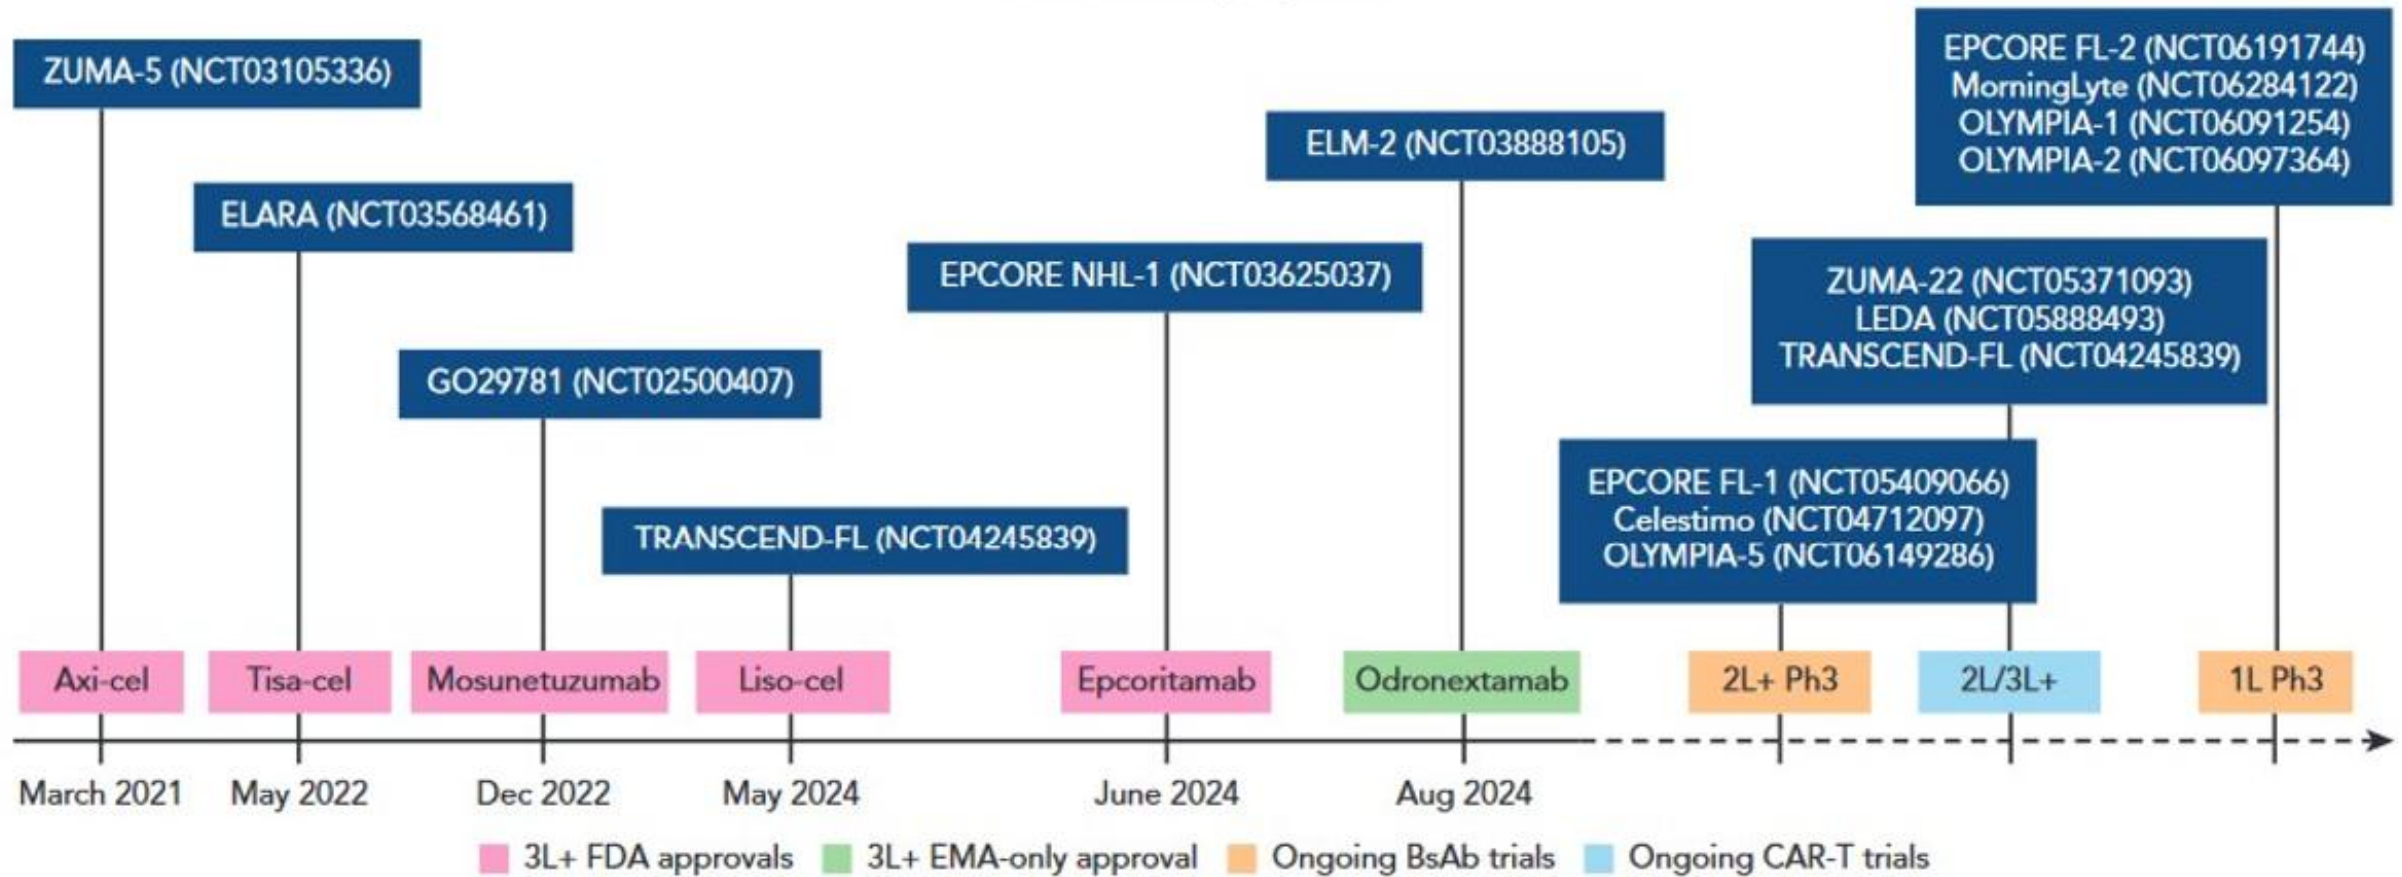 ZUMA-5 (NCT03105336)
ELARA (NCT03568461)
GO29781 (NCT02500407)
TRANSCEND-FL (NCT04245839)
EPCORE NHL-1 (NCT03625037)
ELM-2 (NCT03888105)
EPCORE FL-1 (NCT05409066)
Celestimo (NCT04712097)
OLYMPIA-5 (NCT06149286)
ZUMA-22 (NCT05371093)
LEDA (NCT05888493)
TRANSCEND-FL (NCT04245839)
EPCORE FL-2 (NCT06191744)
MorningLyte (NCT06284122)
OLYMPIA-1 (NCT06091254)
OLYMPIA-2 (NCT06097364)
Axi-cel
Tisa-cel
Mosunetuzumab
Liso-cel
Epcoritamab
Odronextamab
2L+ Ph3
2L/3L+
1L Ph3
March 2021
May 2022
Dec 2022
May 2024
June 2024
Aug 2024
3L+ FDA approvals
3L+ EMA-only approval
Ongoing BsAb trials
Ongoing CAR-T trials